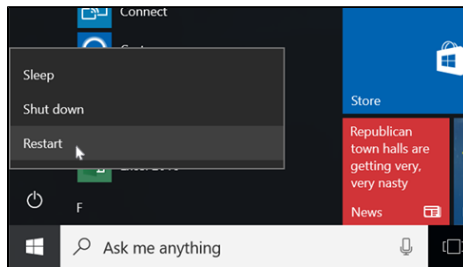 Connect
Sleep
Shut down
Restart
F
Store
Republican
town halls are
getting very,
very nasty
News
Ask me anything